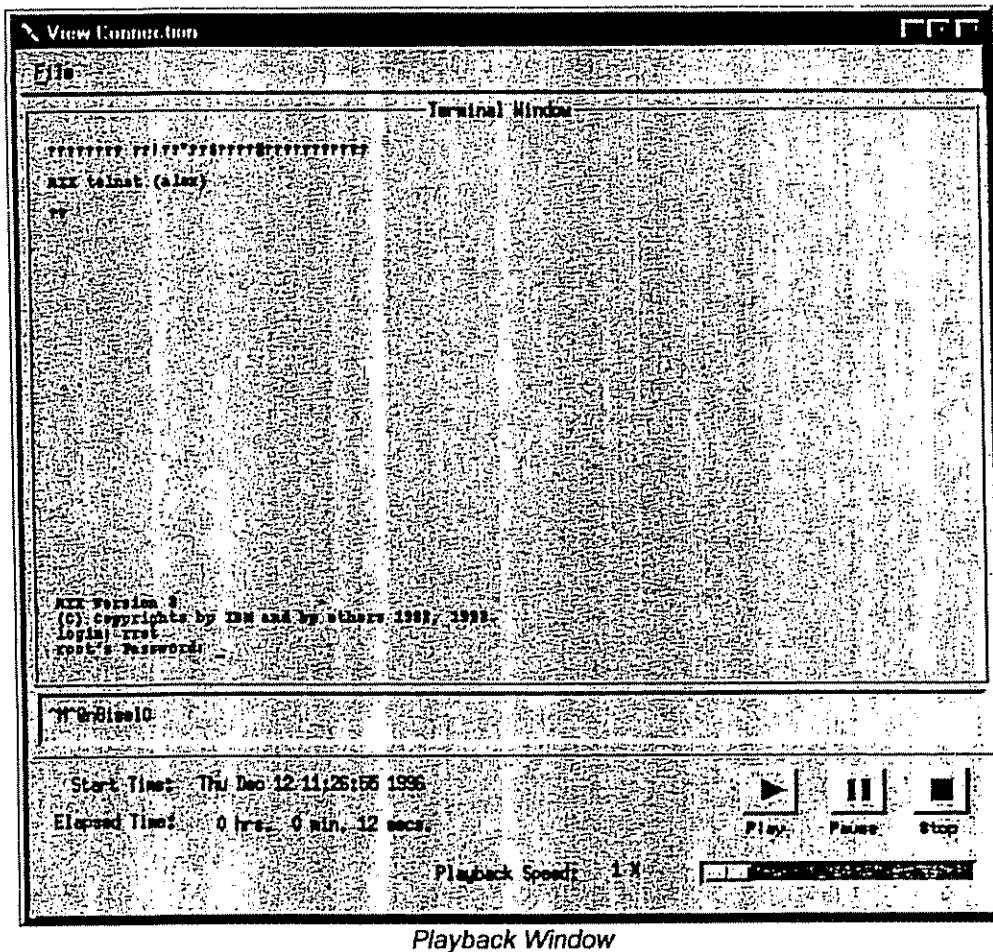 View Connection
File
Terminal Window
AIX telnet (alex)
AIX Version 3
(C) Copyrights by IBM and by others 1982, 1993.
login: rret
root's Password: _
Start Time: Thu Dec 12 11:26:56 1996
Elapsed Time: 0 hrs. 0 min. 12 secs.
Play Pause Stop
Playback Speed: 1 X
Playback Window